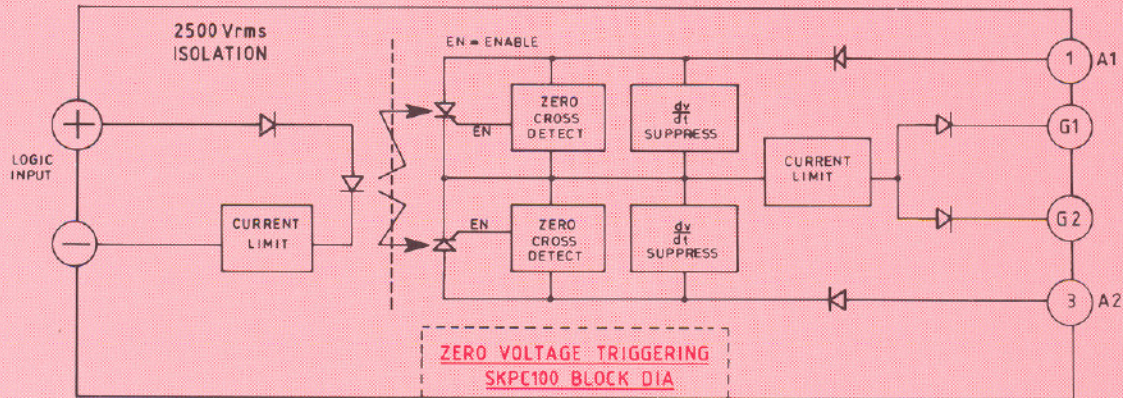 2500 Vrms
ISOLATION
EN = ENABLE
1
A1
ZERO
CROSS
DETECT
dv
dt
SUPPRESS
+
EN
G1
LOGIC
INPUT
CURRENT
LIMIT
CURRENT
LIMIT
G2
−
EN
ZERO
CROSS
DETECT
dv
dt
SUPPRESS
3
A2
ZERO VOLTAGE TRIGGERING
SKPC100 BLOCK DIA